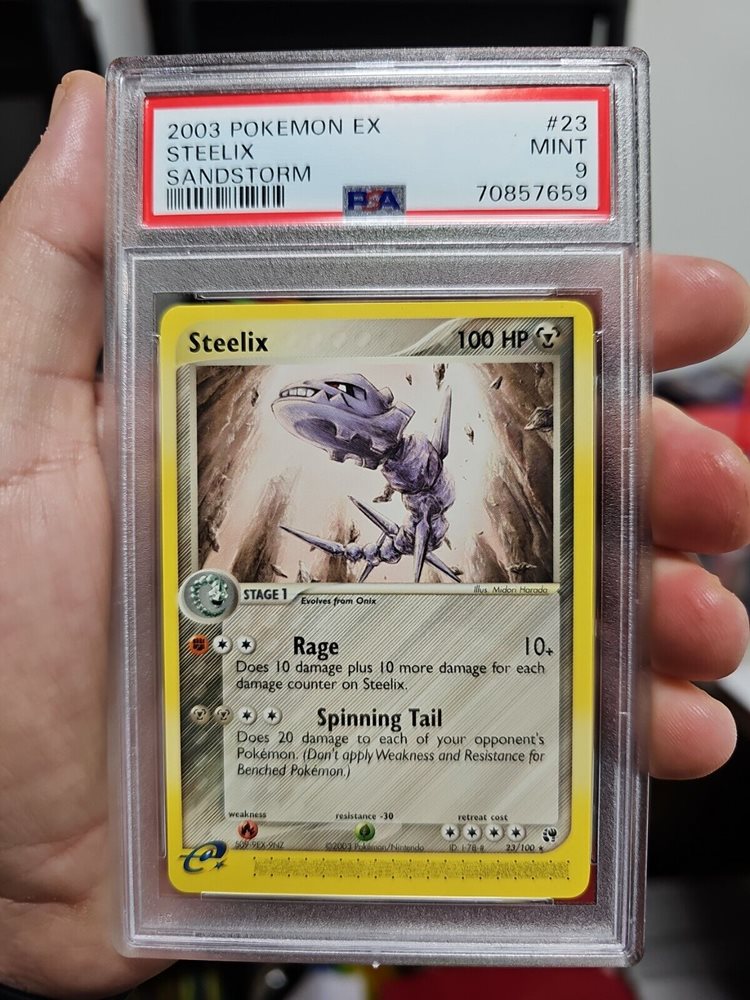 2003 POKEMON EX #23
STEELIX MINT
SANDSTORM 9
PSA 70857659
Steelix 100 HP
STAGE 1 Evolves from Onix Illus. Midori Harada
Rage 10+
Does 10 damage plus 10 more damage for each
damage counter on Steelix.
Spinning Tail
Does 20 damage to each of your opponent's
Pokémon. (Don't apply Weakness and Resistance for
Benched Pokémon.)
weakness resistance -30 retreat cost
©2003 Pokémon/Nintendo 23/100 ★